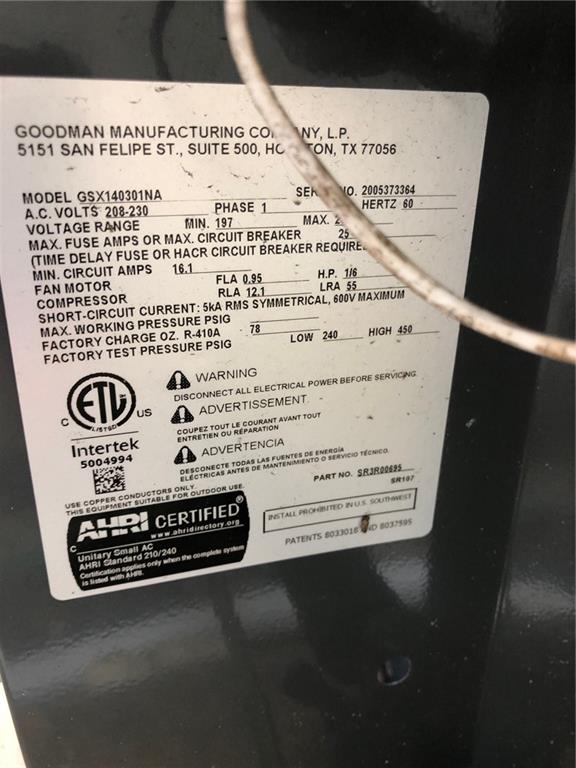 GOODMAN MANUFACTURING L.P.
5151 SAN FELIPE ST., SUITE 500, TX 77056
MODEL GSX140301NA 2005373364
A.C. VOLTS 208-230 PHASE 1 HERTZ 60
VOLTAGE RANGE MIN. 197 MAX.
MAX. FUSE AMPS OR MAX. CIRCUIT BREAKER 25
(TIME DELAY FUSE OR HACR CIRCUIT BREAKER
MIN. CIRCUIT AMPS 16.1
FAN MOTOR FLA 0.95 H.P. 1/6
COMPRESSOR RLA 12.1 LRA 55
SHORT-CIRCUIT CURRENT: 5kA RMS SYMMETRICAL, 600V MAXIMUM
MAX. WORKING PRESSURE PSIG
FACTORY CHARGE OZ. R-410A 78 LOW 240 HIGH 450
FACTORY TEST PRESSURE PSIG
WARNING
DISCONNECT ALL ELECTRICAL POWER BEFORE SERVICING.
ADVERTISSEMENT
COUPEZ TOUT LE COURANT AVANT TOUT
ENTRETIEN OU RÉPARATION
ADVERTENCIA
DESCONECTE TODAS LAS FUENTES DE ENERGÍA
ELÉCTRICAS ANTES DE MANTENIMIENTO O SERVICIO TÉCNICO.
C ETL US
LISTED
Intertek
5004994
PART NO. SR3R00695
SR107
USE COPPER CONDUCTORS ONLY.
THIS EQUIPMENT SUITABLE FOR OUTDOOR USE.
INSTALL PROHIBITED IN U.S. SOUTHWEST
PATENTS 8033018 AND 8037595
C AHRI CERTIFIED®
www.ahridirectory.org
Unitary Small AC
AHRI Standard 210/240
Certification applies only when the complete system
is listed with AHRI.